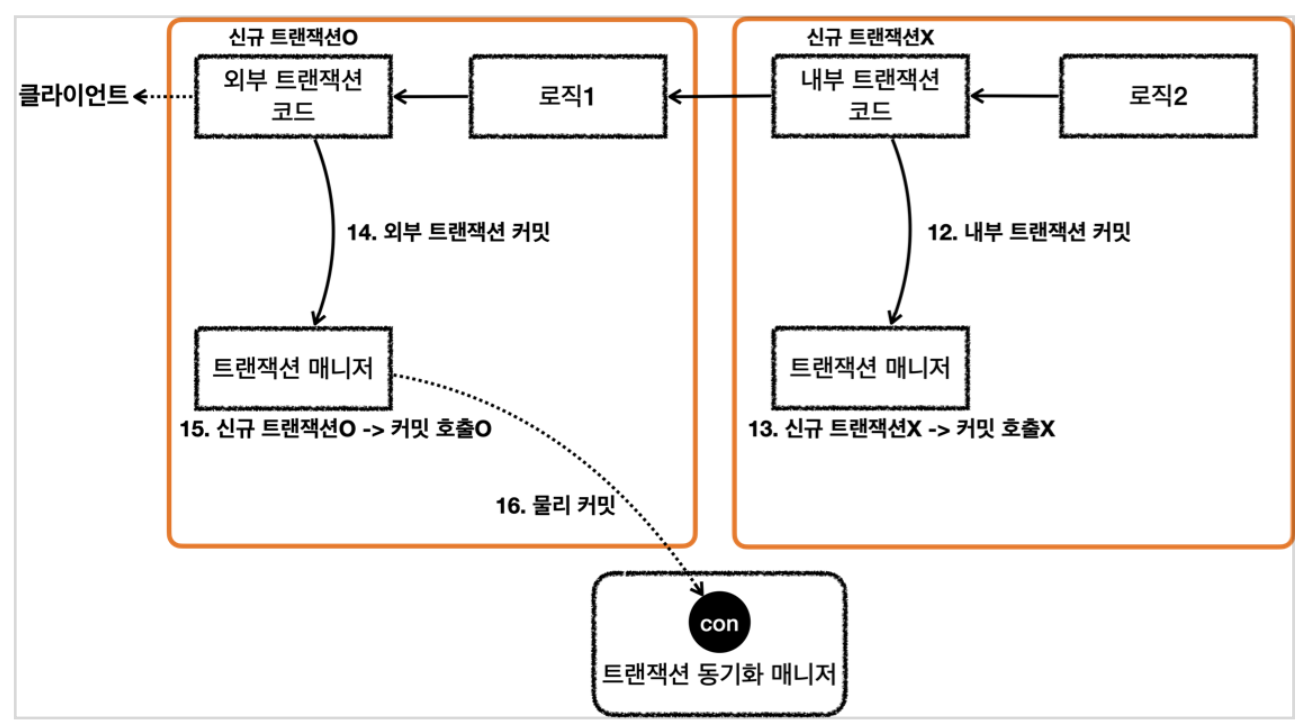 신규 트랜잭션O
신규 트랜잭션X
클라이언트
외부 트랜잭션
코드
로직1
내부 트랜잭션
코드
로직2
14. 외부 트랜잭션 커밋
12. 내부 트랜잭션 커밋
트랜잭션 매니저
트랜잭션 매니저
15. 신규 트랜잭션O -> 커밋 호출O
13. 신규 트랜잭션X -> 커밋 호출X
16. 물리 커밋
con
트랜잭션 동기화 매니저